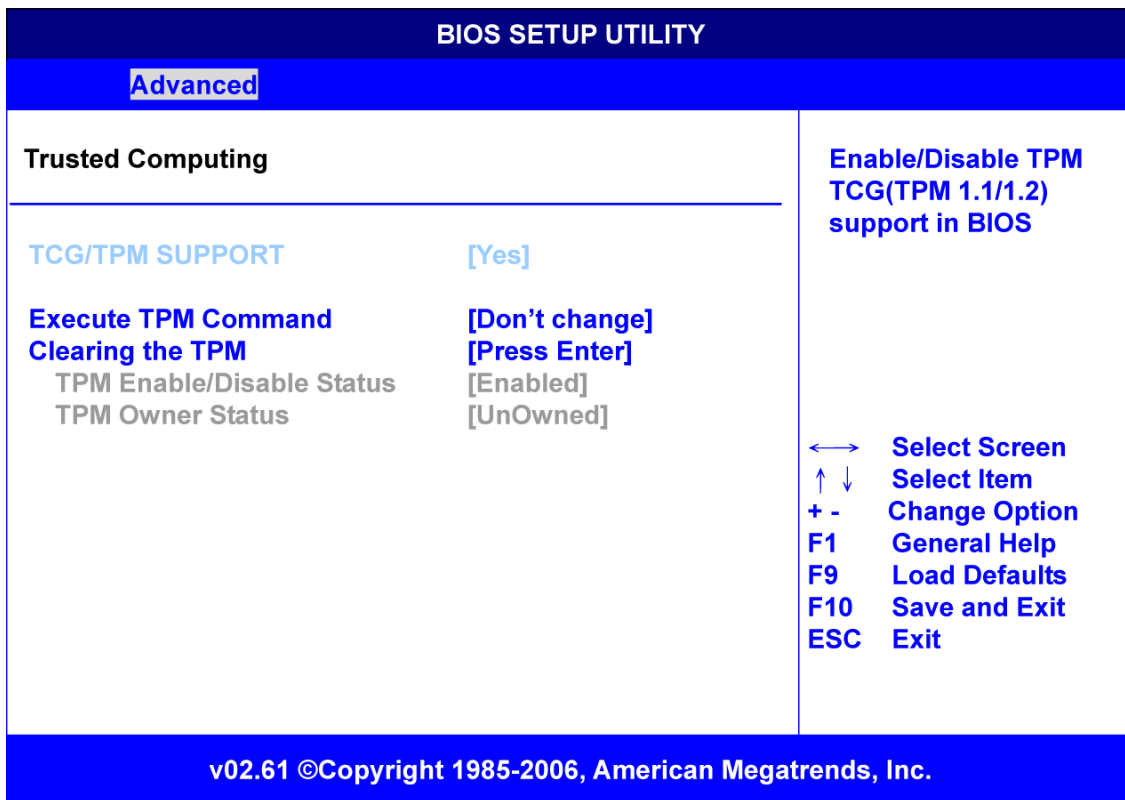 BIOS SETUP UTILITY
Advanced
Trusted Computing
TCG/TPM SUPPORT [Yes]
Execute TPM Command [Don’t change]
Clearing the TPM [Press Enter]
TPM Enable/Disable Status [Enabled]
TPM Owner Status [UnOwned]
Enable/Disable TPM
TCG(TPM 1.1/1.2)
support in BIOS
←→ Select Screen
↑ ↓ Select Item
+ - Change Option
F1 General Help
F9 Load Defaults
F10 Save and Exit
ESC Exit
v02.61 ©Copyright 1985-2006, American Megatrends, Inc.